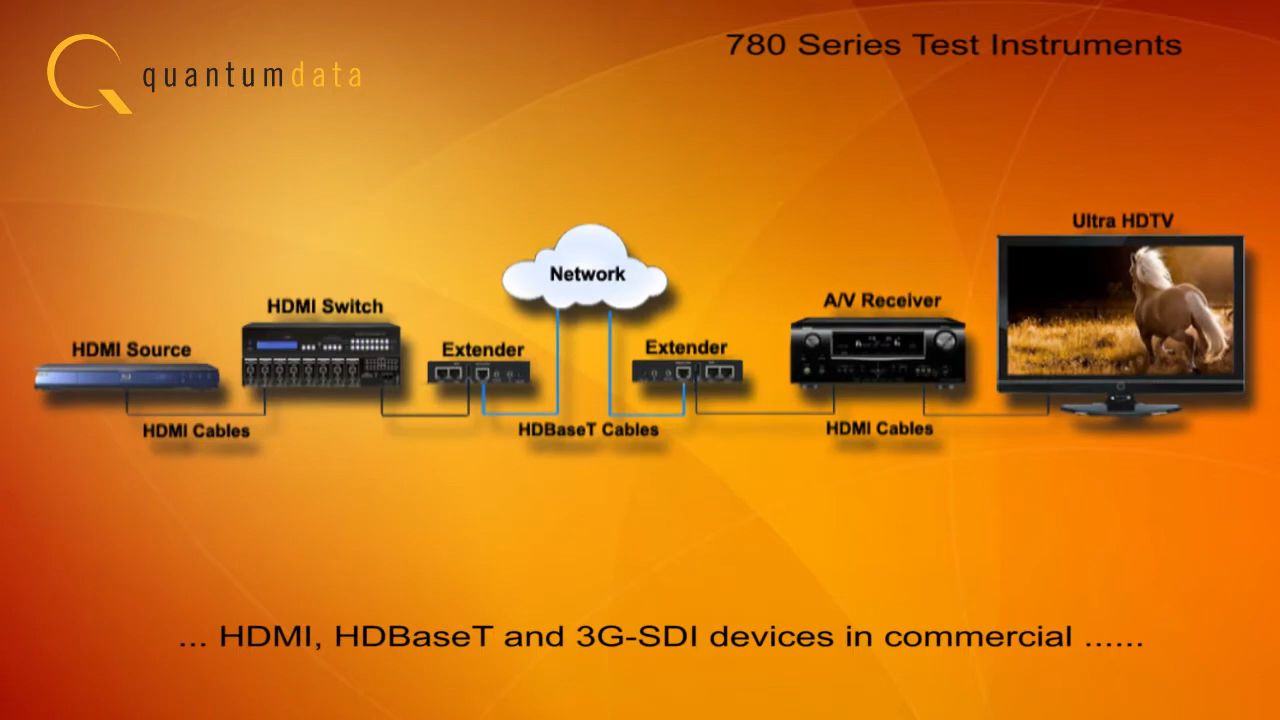 quantumdata
780 Series Test Instruments
Ultra HDTV
Network
A/V Receiver
HDMI Switch
Extender
Extender
HDMI Source
HDMI Cables
HDBaseT Cables
HDMI Cables
... HDMI, HDBaseT and 3G-SDI devices in commercial ......